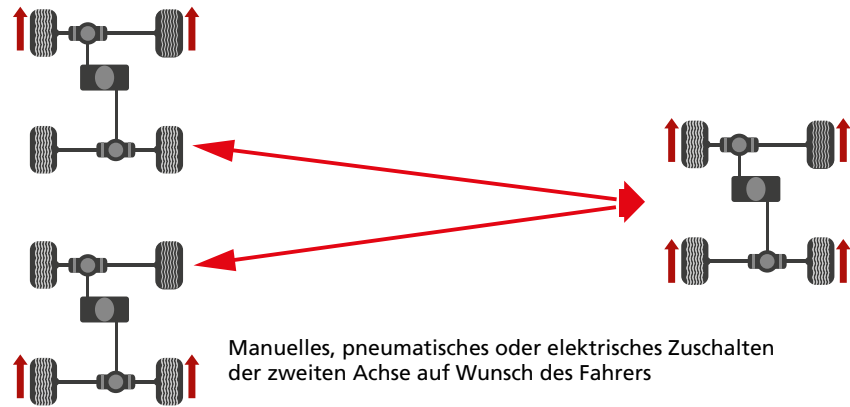 Manuelles, pneumatisches oder elektrisches Zuschalten
der zweiten Achse auf Wunsch des Fahrers